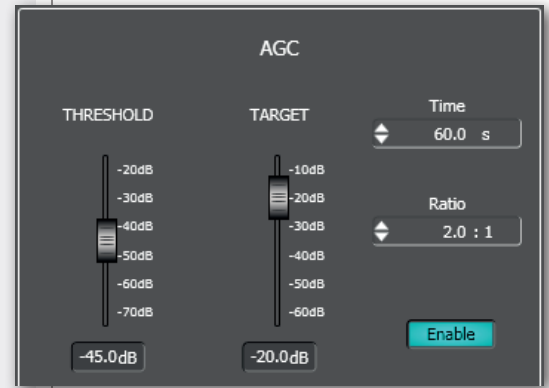 AGC
THRESHOLD
TARGET
Time
60.0 s
Ratio
2.0 : 1
-20dB
-30dB
-40dB
-50dB
-60dB
-70dB
-10dB
-20dB
-30dB
-40dB
-50dB
-60dB
Enable
-45.0dB
-20.0dB